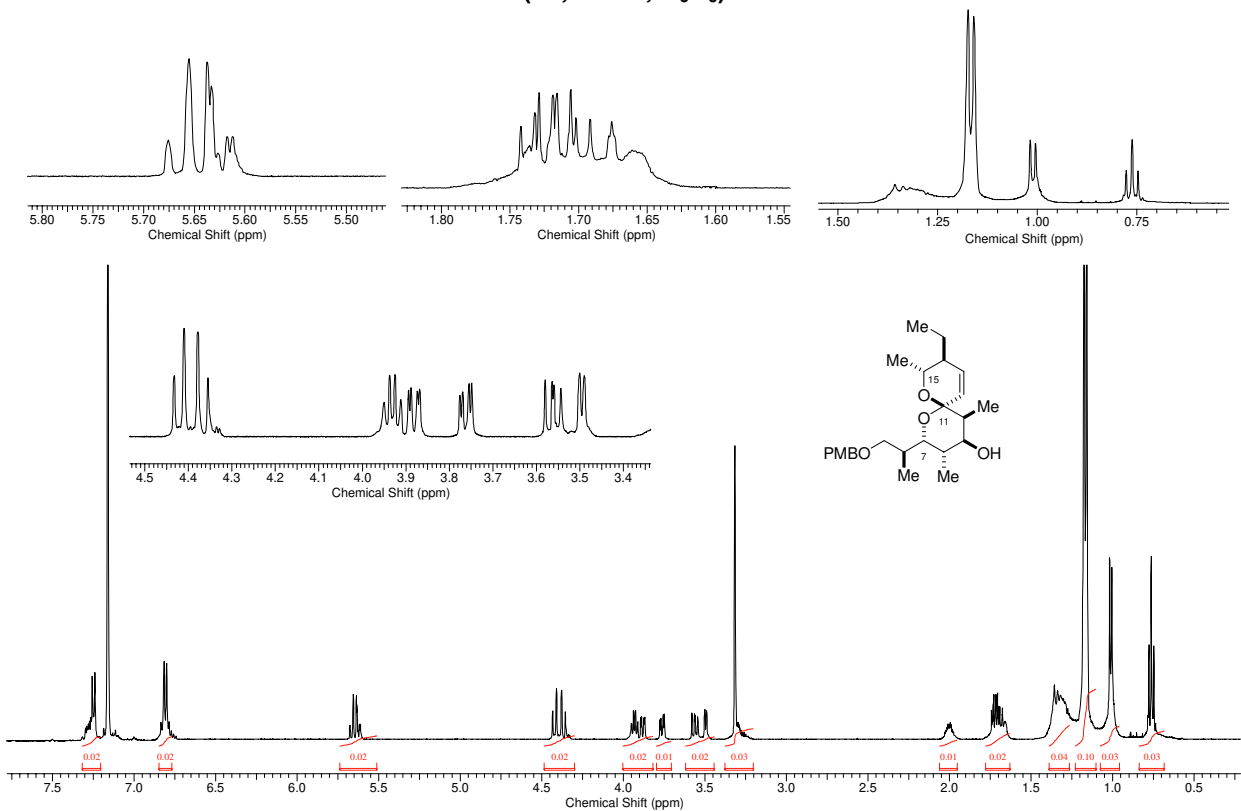 5.80 5.75 5.70 5.65 5.60 5.55 5.50
Chemical Shift (ppm)
1.80 1.75 1.70 1.65 1.60 1.55
Chemical Shift (ppm)
1.50 1.25 1.00 0.75
Chemical Shift (ppm)
4.5 4.4 4.3 4.2 4.1 4.0 3.9 3.8 3.7 3.6 3.5 3.4
Chemical Shift (ppm)
Me
Me
15
O
O
11
Me
7
PMBO
OH
Me
Me
0.02 0.02 0.02 0.02 0.02 0.01 0.02 0.03 0.01 0.02 0.04 0.10 0.03 0.03
7.5 7.0 6.5 6.0 5.5 5.0 4.5 4.0 3.5 3.0 2.5 2.0 1.5 1.0 0.5
Chemical Shift (ppm)